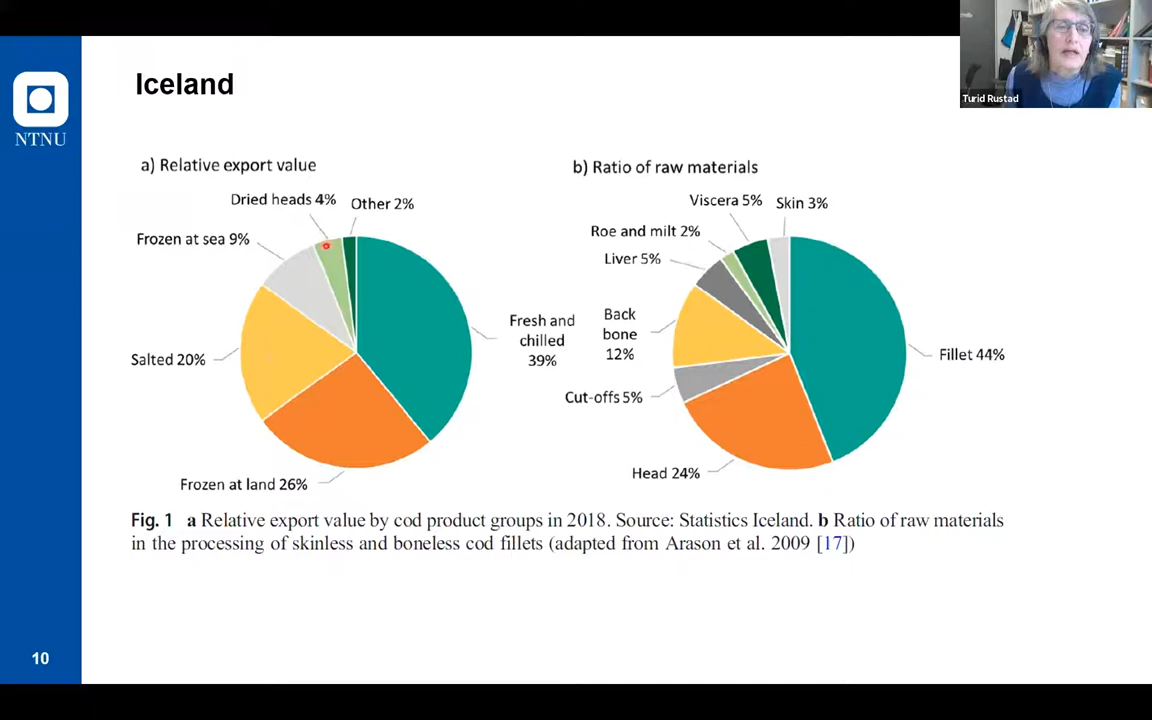 Iceland
NTNU
Turid Rustad
a) Relative export value
Dried heads 4%
Other 2%
Frozen at sea 9%
Salted 20%
Fresh and
chilled
39%
Frozen at land 26%
b) Ratio of raw materials
Viscera 5%
Skin 3%
Roe and milt 2%
Liver 5%
Back
bone
12%
Cut-offs 5%
Head 24%
Fillet 44%
Fig. 1 a Relative export value by cod product groups in 2018. Source: Statistics Iceland. b Ratio of raw materials
in the processing of skinless and boneless cod fillets (adapted from Arason et al. 2009 [17])
10